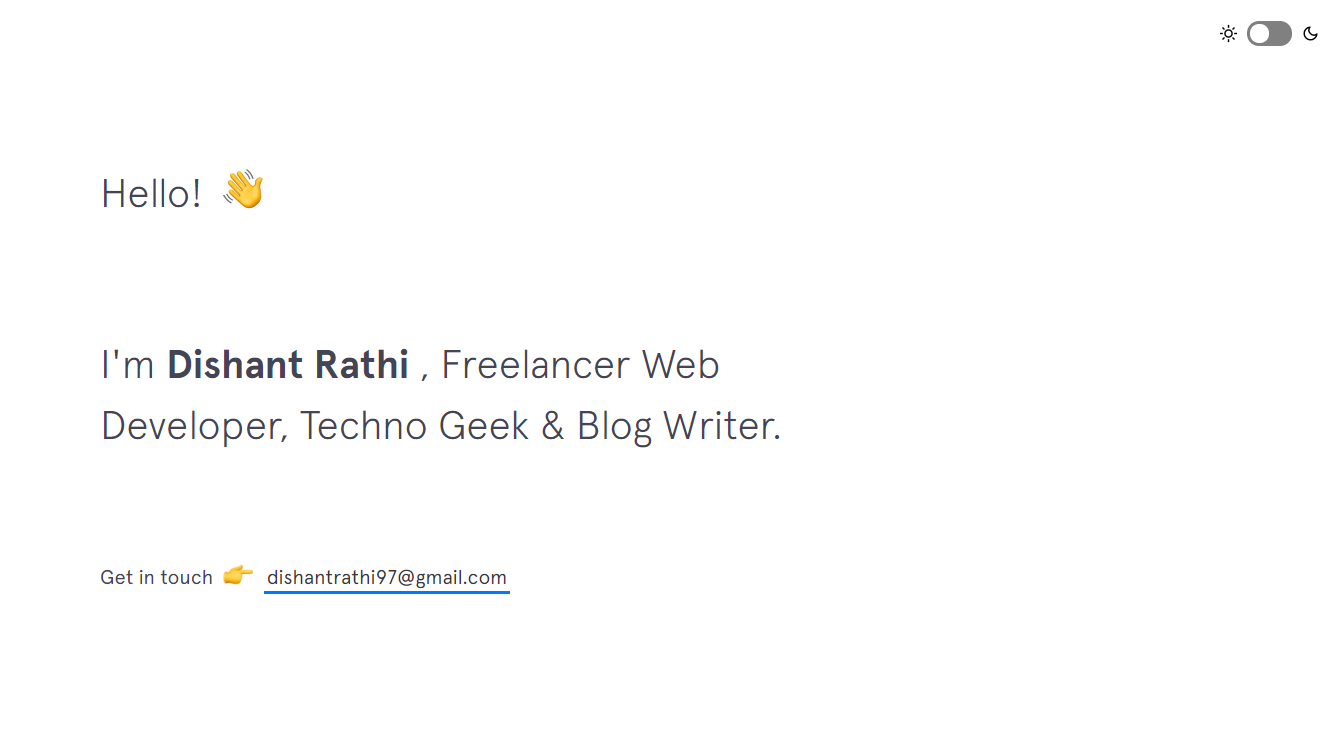 Hello! 👋
I'm Dishant Rathi , Freelancer Web
Developer, Techno Geek & Blog Writer.
Get in touch 👉 dishantrathi97@gmail.com